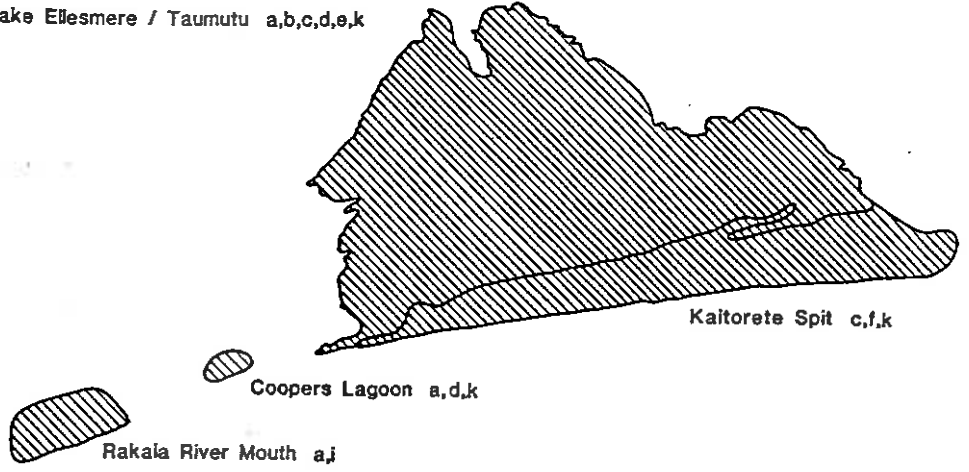 ake Ellesmere / Taumutu a,b,c,d,e,k
Kaitorete Spit c,f,k
Coopers Lagoon a,d,k
Rakaia River Mouth a,j